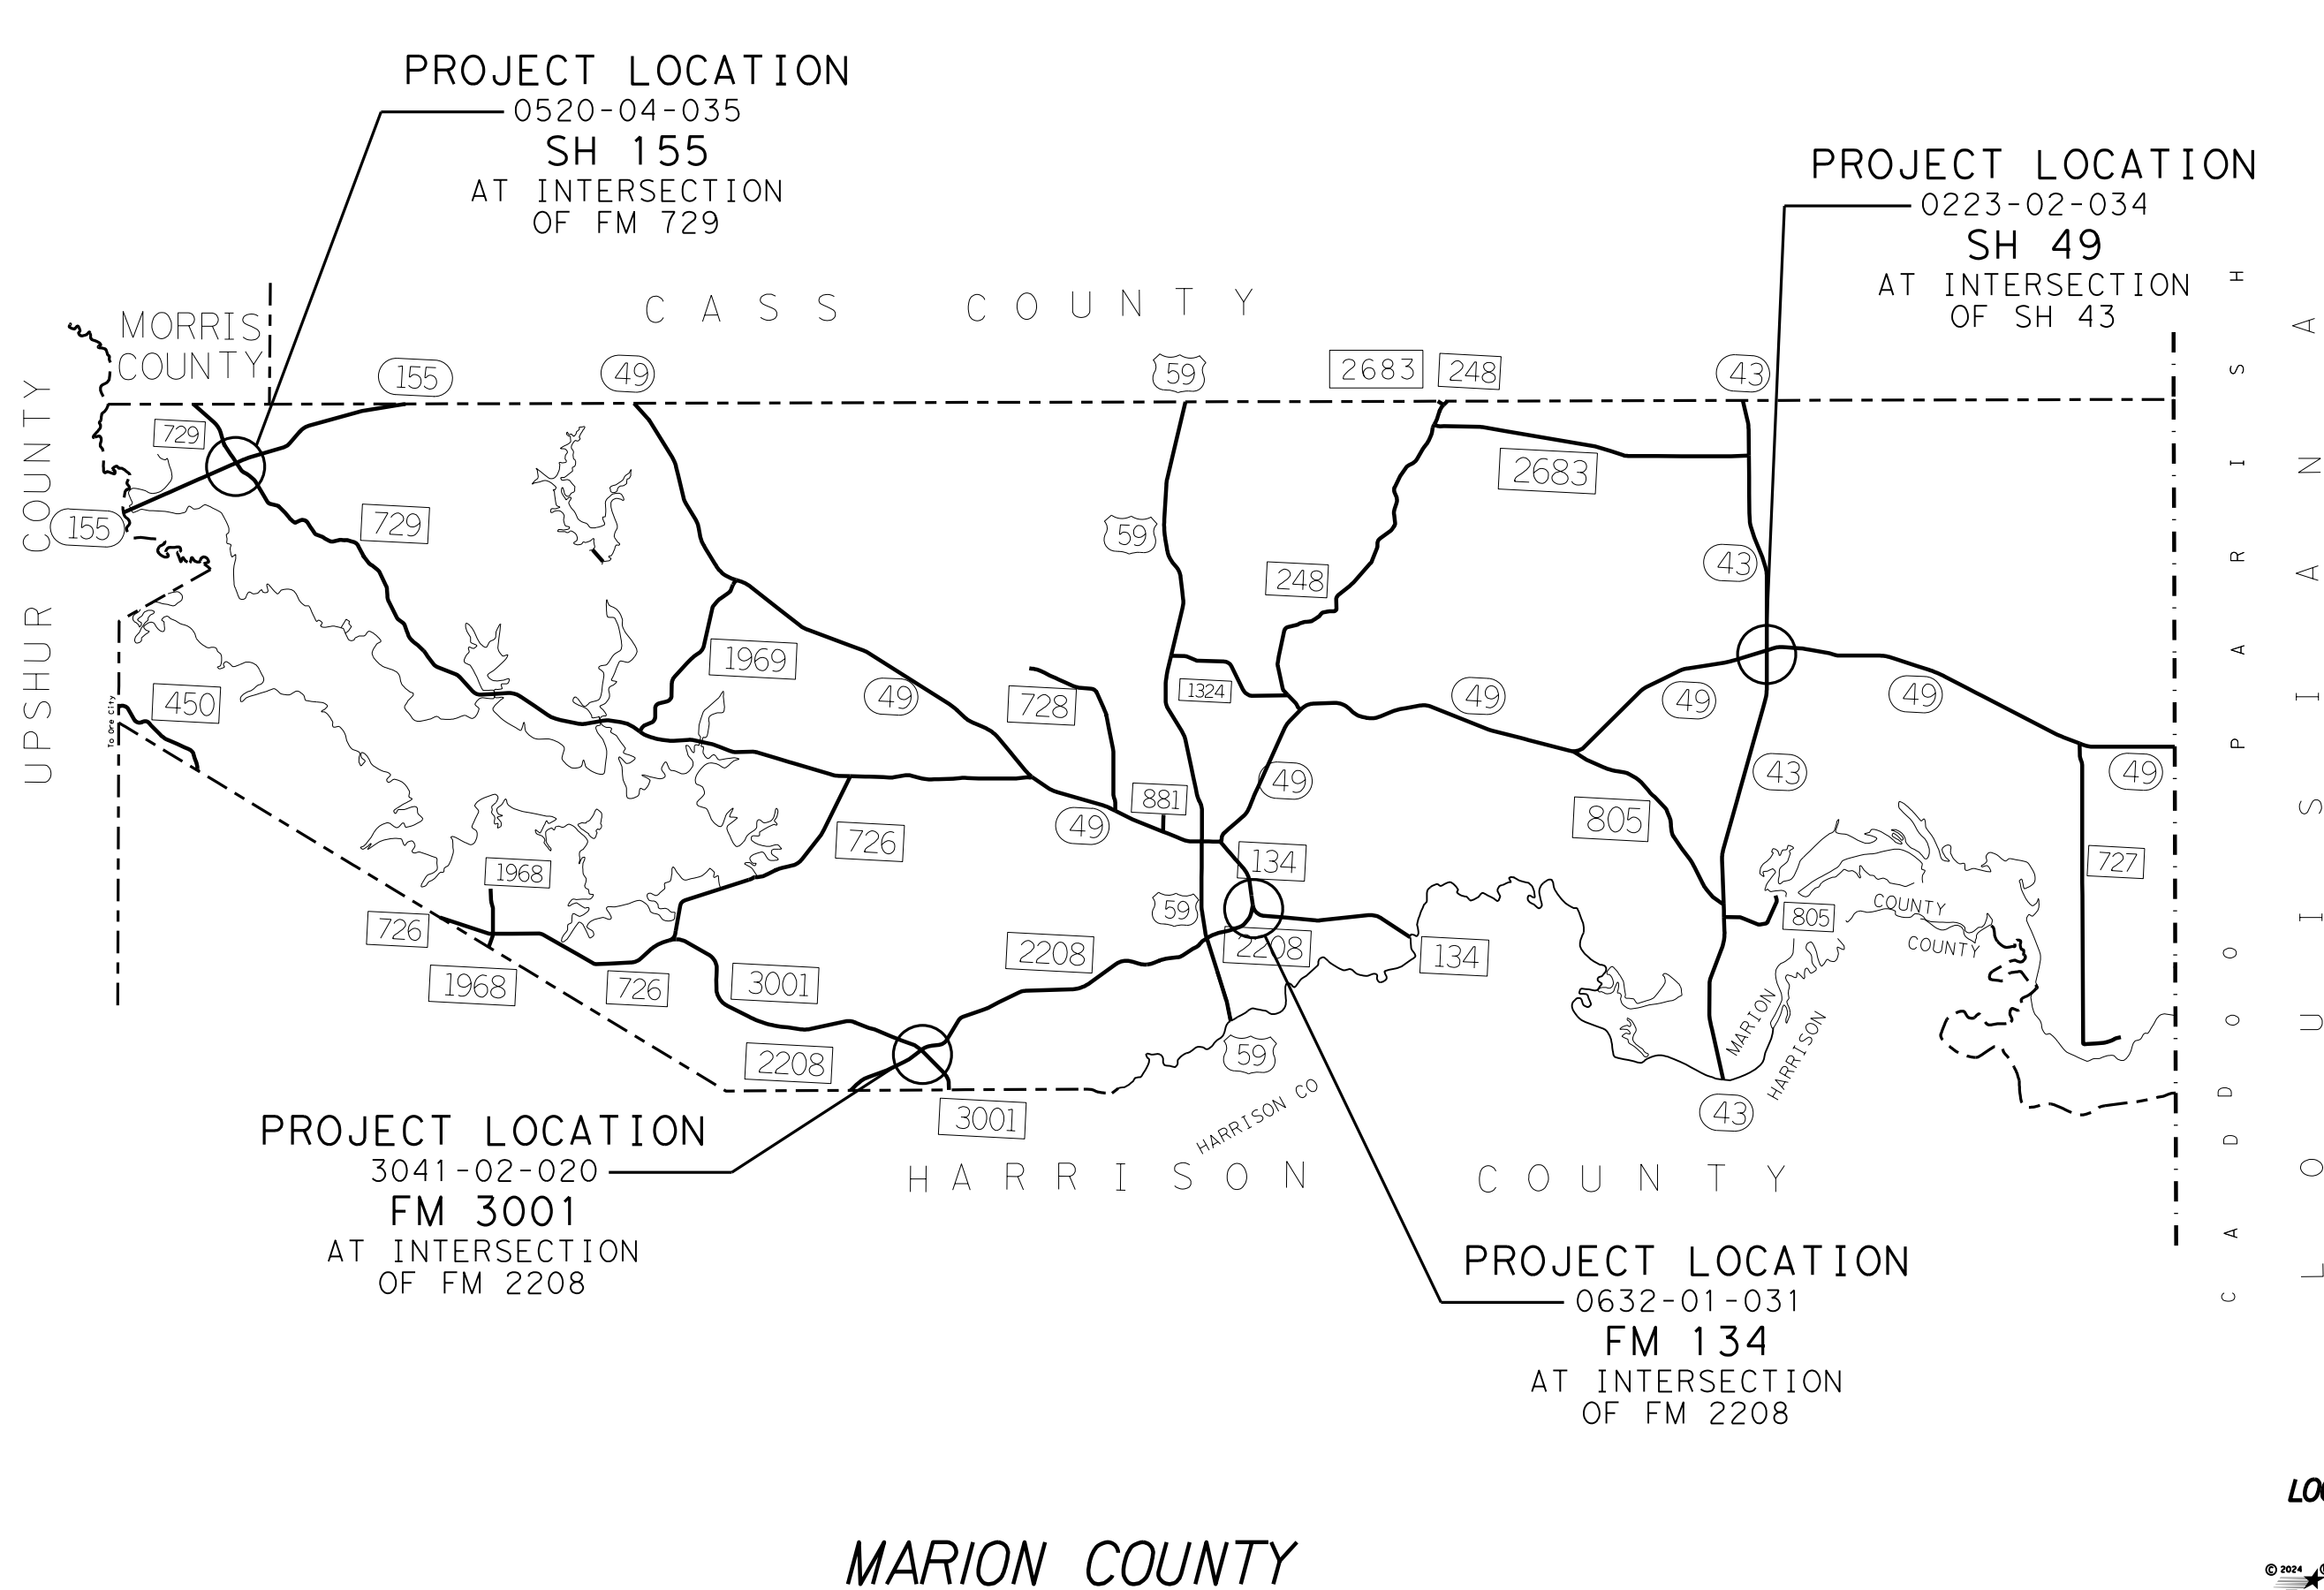 PROJECT LOCATION
0520-04-035
SH 155
AT INTERSECTION
OF FM 729
PROJECT LOCATION
0223-02-034
SH 49
AT INTERSECTION
OF SH 43
CASS COUNTY
MORRIS
COUNTY
UPSHUR COUNTY
CADDO PARISH
LOUISIANA
155
49
59
2683
248
43
729
2683
155
729
59
43
248
1969
49
728
1324
49
49
49
450
To Ore City
49
43
49
881
49
805
726
134
727
1968
59
805
COUNTY
COUNTY
726
2208
2208
134
1968
726
3001
MARION
HARRISON
2208
59
43
3001
HARRISON CO
HARRISON COUNTY
PROJECT LOCATION
3041-02-020
FM 3001
AT INTERSECTION
OF FM 2208
PROJECT LOCATION
0632-01-031
FM 134
AT INTERSECTION
OF FM 2208
MARION COUNTY
© 2024